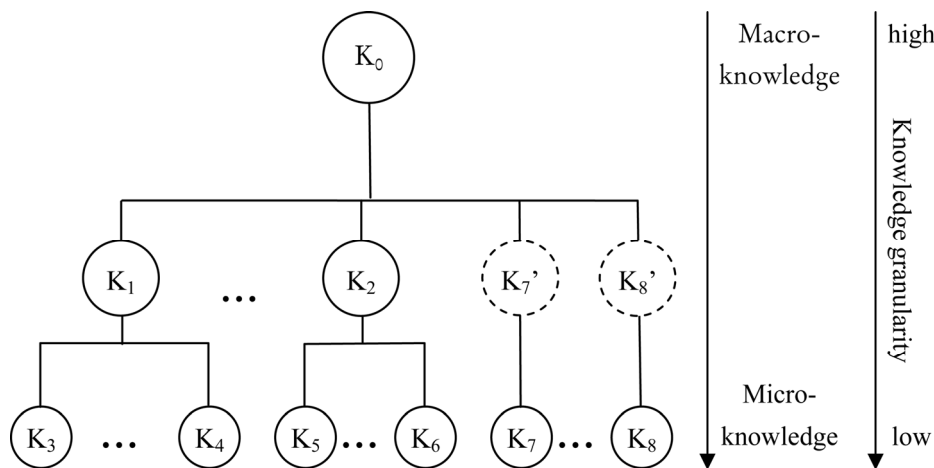 K₀
Macro-
knowledge
high
Knowledge granularity
K₁
...
K₂
K₇’
K₈’
K₃
...
K₄
K₅
...
K₆
K₇
...
K₈
Micro-
knowledge
low